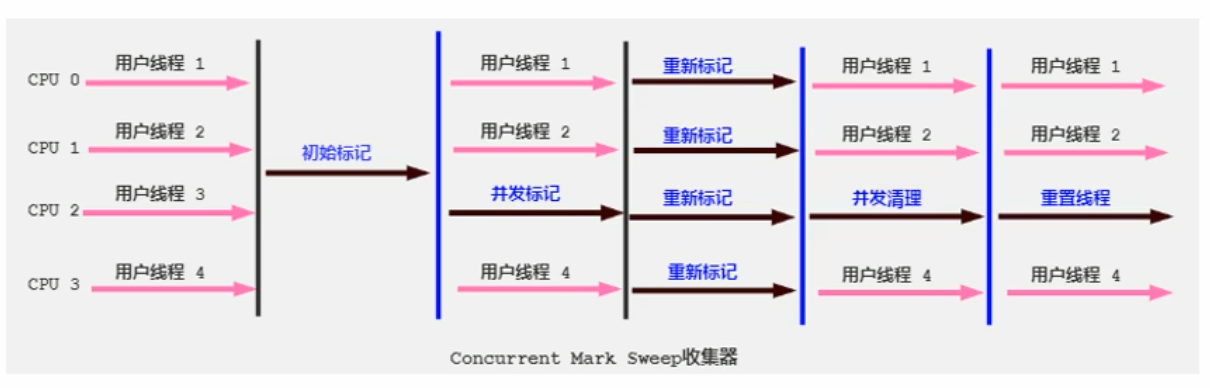 CPU 0 用户线程 1 用户线程 1 重新标记 用户线程 1 用户线程 1
CPU 1 用户线程 2 初始标记 用户线程 2 重新标记 用户线程 2 用户线程 2
CPU 2 用户线程 3 并发标记 重新标记 并发清理 重置线程
CPU 3 用户线程 4 用户线程 4 重新标记 用户线程 4 用户线程 4
Concurrent Mark Sweep收集器